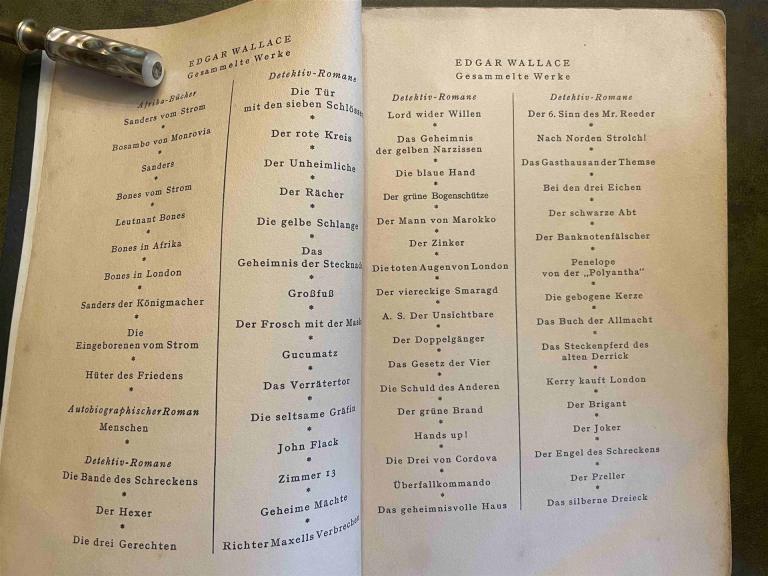 EDGAR WALLACE
Gesammelte Werke
Afrika-Bücher
Sanders vom Strom
*
Bosambo von Monrovia
*
Sanders
*
Bones vom Strom
*
Leutnant Bones
*
Bones in Afrika
*
Bones in London
*
Sanders der Königmacher
*
Die
Eingeborenen vom Strom
*
Hüter des Friedens
*
Autobiographischer Roman
Menschen
*
Detektiv-Romane
Die Bande des Schreckens
*
Der Hexer
*
Die drei Gerechten
Detektiv-Romane
Die Tür
mit den sieben Schlössern
*
Der rote Kreis
*
Der Unheimliche
*
Der Rächer
*
Die gelbe Schlange
*
Das
Geheimnis der Stecknad
*
Großfuß
*
Der Frosch mit der Mask
*
Gucumatz
*
Das Verrätertor
*
Die seltsame Gräfin
*
John Flack
*
Zimmer 13
*
Geheime Mächte
*
Richter Maxells Verbrechen
EDGAR WALLACE
Gesammelte Werke
Detektiv-Romane
Lord wider Willen
*
Das Geheimnis
der gelben Narzissen
*
Die blaue Hand
*
Der grüne Bogenschütze
*
Der Mann von Marokko
*
Der Zinker
*
Die toten Augen von London
*
Der viereckige Smaragd
*
A. S. Der Unsichtbare
*
Der Doppelgänger
*
Das Gesetz der Vier
*
Die Schuld des Anderen
*
Der grüne Brand
*
Hands up!
*
Die Drei von Cordova
*
Überfallkommando
*
Das geheimnisvolle Haus
Detektiv-Romane
Der 6. Sinn des Mr. Reeder
*
Nach Norden Strolch!
*
Das Gasthaus an der Themse
*
Bei den drei Eichen
*
Der schwarze Abt
*
Der Banknotenfälscher
*
Penelope
von der „Polyantha"
*
Die gebogene Kerze
*
Das Buch der Allmacht
*
Das Steckenpferd des
alten Derrick
*
Kerry kauft London
*
Der Brigant
*
Der Joker
*
Der Engel des Schreckens
*
Der Preller
*
Das silberne Dreieck